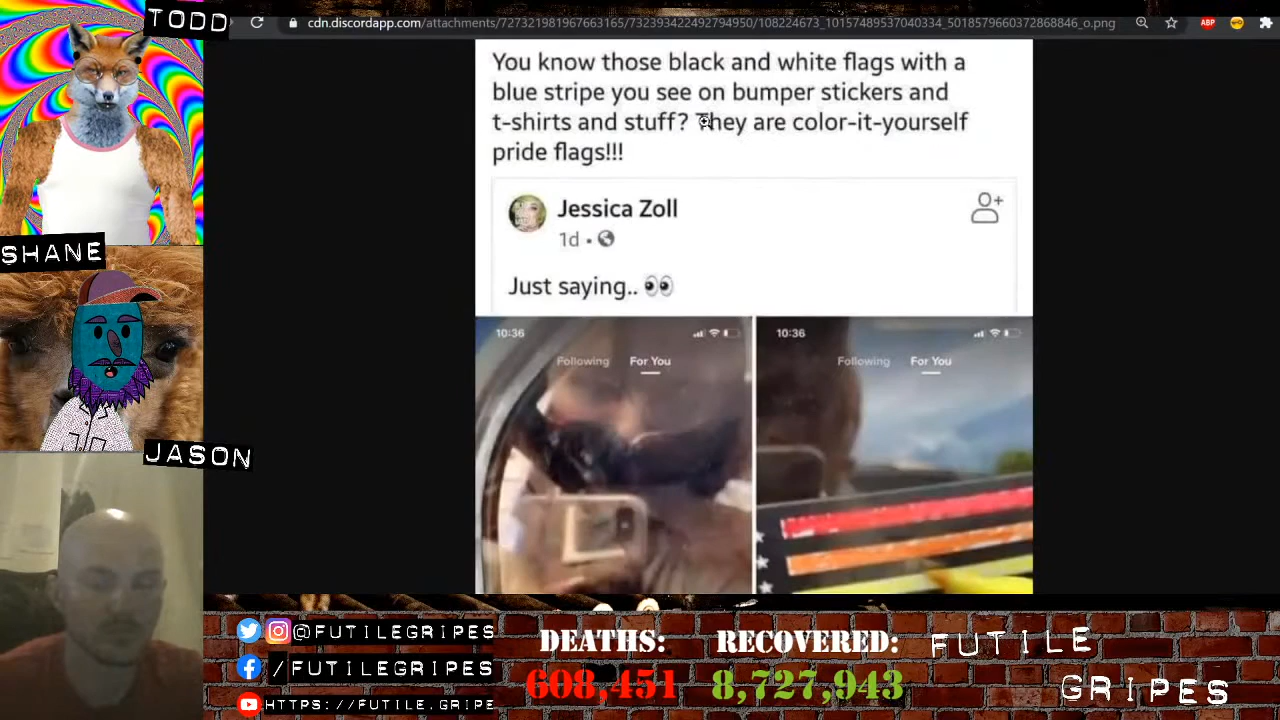 TODD
cdn.discordapp.com/attachments/727321981967663165/732393422492794950/108224673_10157489537040334_5018579660372868846_o.png
ABP
You know those black and white flags with a
blue stripe you see on bumper stickers and
t-shirts and stuff? They are color-it-yourself
pride flags!!!
SHANE
Jessica Zoll
1d
Just saying.. 👀
10:36
Following For You
10:36
Following For You
JASON
@FUTILEGRIPES
/FUTILEGRIPES
HTTPS://FUTILE.GRIPE
DEATHS:
608,451
RECOVERED:
8,727,943
FUTILE
GRIPES